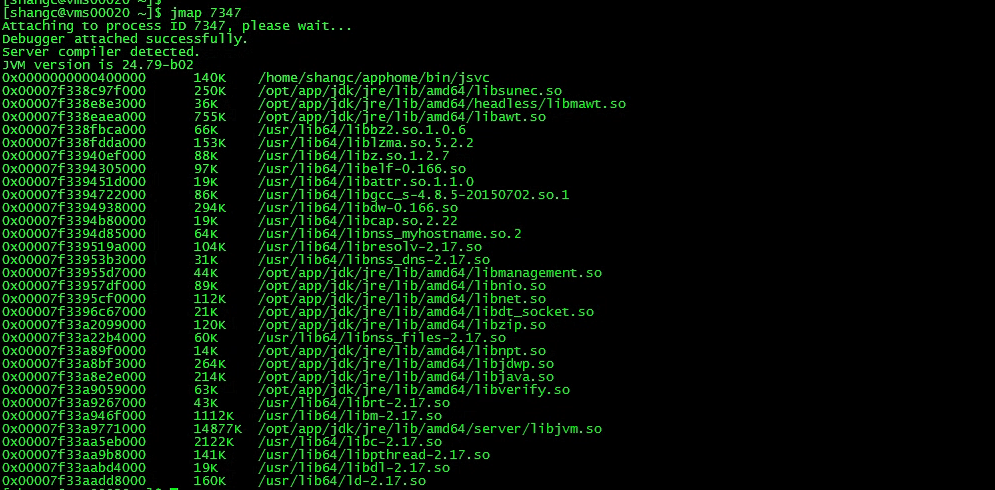 [shangc@vms00020 ~]$
[shangc@vms00020 ~]$ jmap 7347
Attaching to process ID 7347, please wait...
Debugger attached successfully.
Server compiler detected.
JVM version is 24.79-b02
0x0000000000400000 140K /home/shangc/apphome/bin/jsvc
0x00007f338c97f000 250K /opt/app/jdk/jre/lib/amd64/libsunec.so
0x00007f338e8e3000 36K /opt/app/jdk/jre/lib/amd64/headless/libmawt.so
0x00007f338eaea000 755K /opt/app/jdk/jre/lib/amd64/libawt.so
0x00007f338fbca000 66K /usr/lib64/libbz2.so.1.0.6
0x00007f338fdda000 153K /usr/lib64/liblzma.so.5.2.2
0x00007f33940ef000 88K /usr/lib64/libz.so.1.2.7
0x00007f3394305000 97K /usr/lib64/libelf-0.166.so
0x00007f339451d000 19K /usr/lib64/libattr.so.1.1.0
0x00007f3394722000 86K /usr/lib64/libgcc_s-4.8.5-20150702.so.1
0x00007f3394938000 294K /usr/lib64/libdw-0.166.so
0x00007f3394b80000 19K /usr/lib64/libcap.so.2.22
0x00007f3394d85000 64K /usr/lib64/libnss_myhostname.so.2
0x00007f339519a000 104K /usr/lib64/libresolv-2.17.so
0x00007f33953b3000 31K /usr/lib64/libnss_dns-2.17.so
0x00007f33955d7000 44K /opt/app/jdk/jre/lib/amd64/libmanagement.so
0x00007f33957df000 89K /opt/app/jdk/jre/lib/amd64/libnio.so
0x00007f3395cf0000 112K /opt/app/jdk/jre/lib/amd64/libnet.so
0x00007f3396c67000 21K /opt/app/jdk/jre/lib/amd64/libdt_socket.so
0x00007f33a2099000 120K /opt/app/jdk/jre/lib/amd64/libzip.so
0x00007f33a22b4000 60K /usr/lib64/libnss_files-2.17.so
0x00007f33a89f0000 14K /opt/app/jdk/jre/lib/amd64/libnpt.so
0x00007f33a8bf3000 264K /opt/app/jdk/jre/lib/amd64/libjdwp.so
0x00007f33a8e2e000 214K /opt/app/jdk/jre/lib/amd64/libjava.so
0x00007f33a9059000 63K /opt/app/jdk/jre/lib/amd64/libverify.so
0x00007f33a9267000 43K /usr/lib64/librt-2.17.so
0x00007f33a946f000 1112K /usr/lib64/libm-2.17.so
0x00007f33a9771000 14877K /opt/app/jdk/jre/lib/amd64/server/libjvm.so
0x00007f33aa5eb000 2122K /usr/lib64/libc-2.17.so
0x00007f33aa9b8000 141K /usr/lib64/libpthread-2.17.so
0x00007f33aabd4000 19K /usr/lib64/libdl-2.17.so
0x00007f33aadd8000 160K /usr/lib64/ld-2.17.so